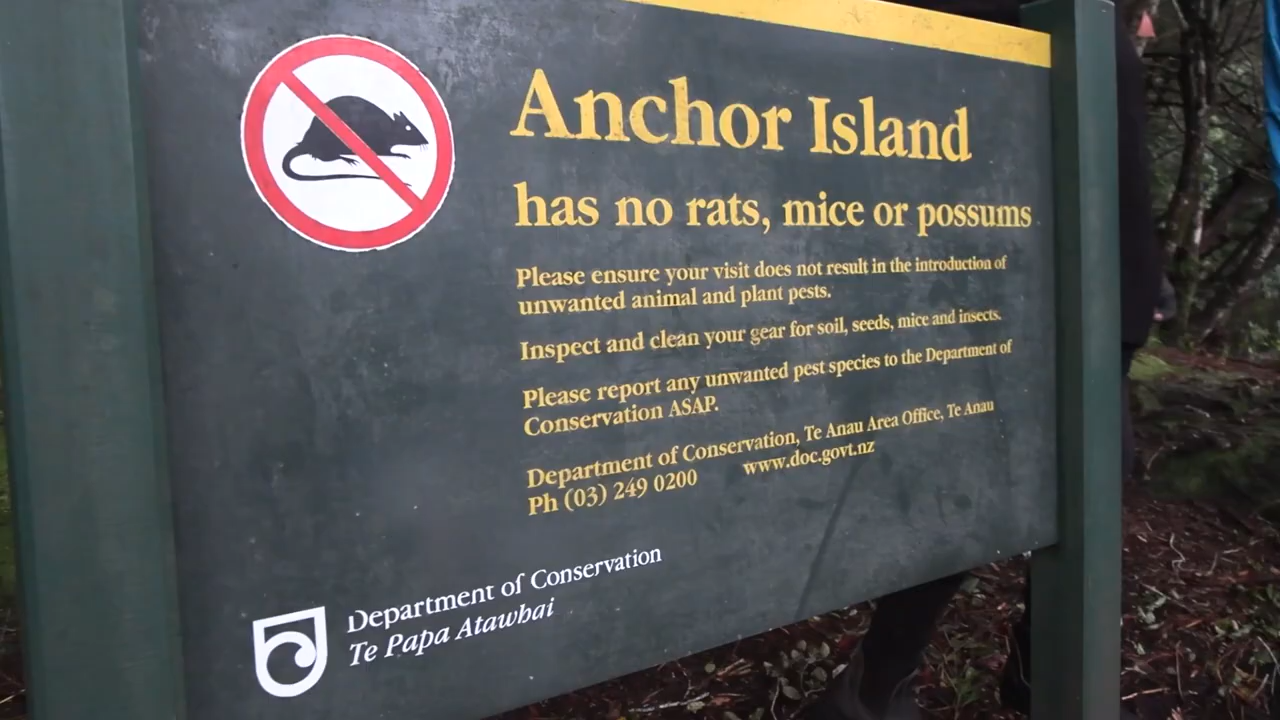 Anchor Island
has no rats, mice or possums
Please ensure your visit does not result in the introduction of
unwanted animal and plant pests.
Inspect and clean your gear for soil, seeds, mice and insects.
Please report any unwanted pest species to the Department of
Conservation ASAP.
Department of Conservation, Te Anau Area Office, Te Anau
Ph (03) 249 0200 www.doc.govt.nz
Department of Conservation
Te Papa Atawhai